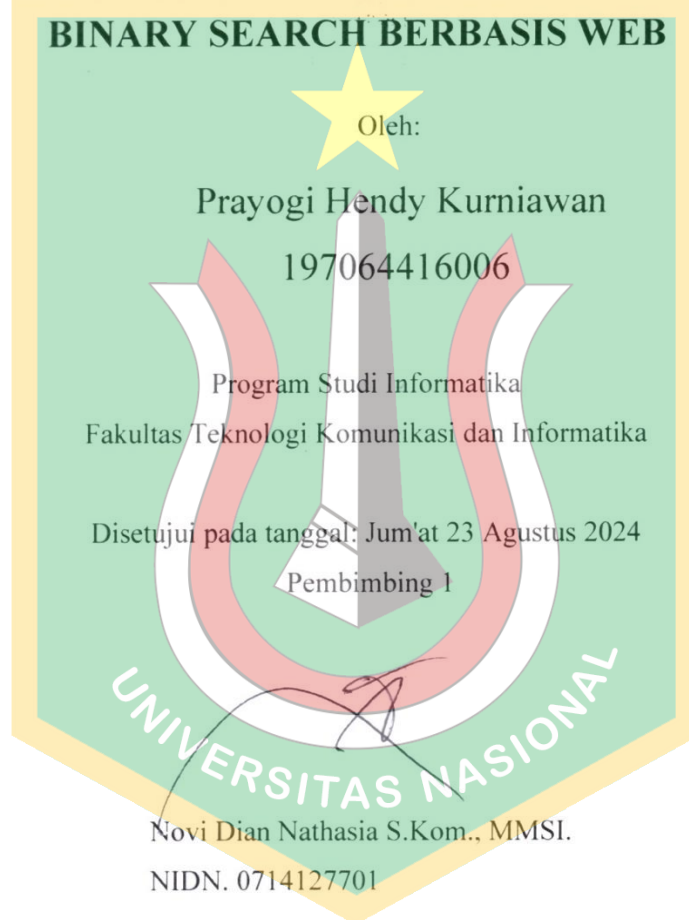 BINARY SEARCH BERBASIS WEB
Oleh:
Prayogi Hendy Kurniawan
197064416006
Program Studi Informatika
Fakultas Teknologi Komunikasi dan Informatika
Disetujui pada tanggal: Jum'at 23 Agustus 2024
Pembimbing 1
UNIVERSITAS NASIONAL
Novi Dian Nathasia S.Kom., MMSI.
NIDN. 0714127701